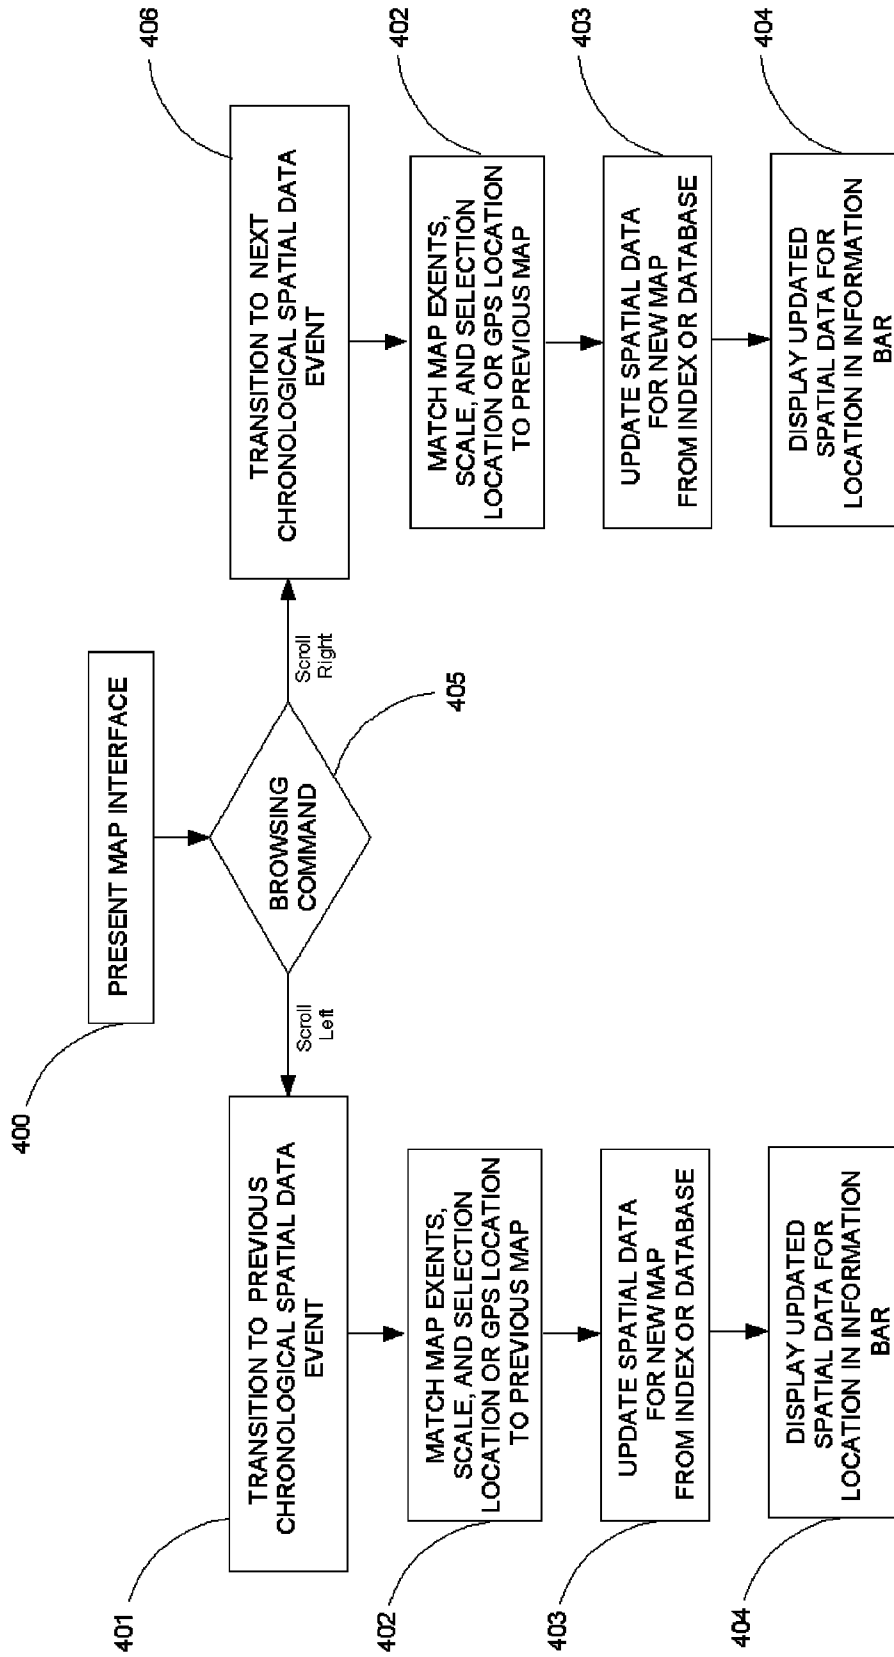 400
PRESENT MAP INTERFACE
BROWSING
COMMAND
405
Scroll
Left
Scroll
Right
401
TRANSITION TO PREVIOUS
CHRONOLOGICAL SPATIAL DATA
EVENT
402
MATCH MAP EXENTS,
SCALE, AND SELECTION
LOCATION OR GPS LOCATION
TO PREVIOUS MAP
403
UPDATE SPATIAL DATA
FOR NEW MAP
FROM INDEX OR DATABASE
404
DISPLAY UPDATED
SPATIAL DATA FOR
LOCATION IN INFORMATION
BAR
406
TRANSITION TO NEXT
CHRONOLOGICAL SPATIAL DATA
EVENT
402
MATCH MAP EXENTS,
SCALE, AND SELECTION
LOCATION OR GPS LOCATION
TO PREVIOUS MAP
403
UPDATE SPATIAL DATA
FOR NEW MAP
FROM INDEX OR DATABASE
404
DISPLAY UPDATED
SPATIAL DATA FOR
LOCATION IN INFORMATION
BAR